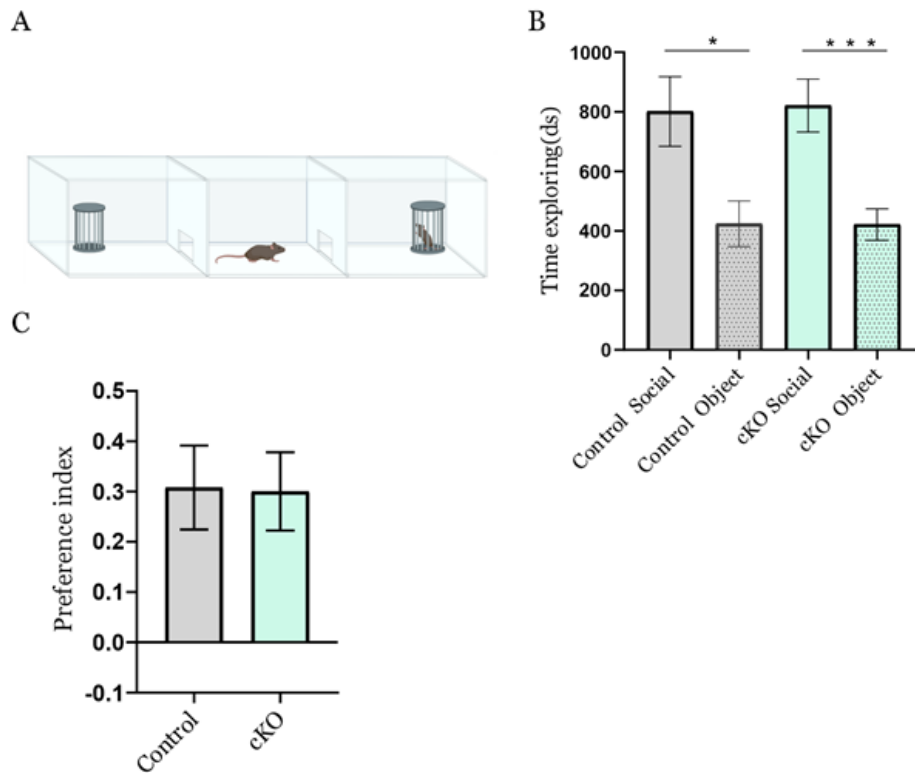 A
B
Time exploring(ds)
1000
800
600
400
200
0
*
* * *
Control Social
Control Object
cKO Social
cKO Object
C
Preference index
0.5
0.4
0.3
0.2
0.1
0.0
-0.1
Control
cKO